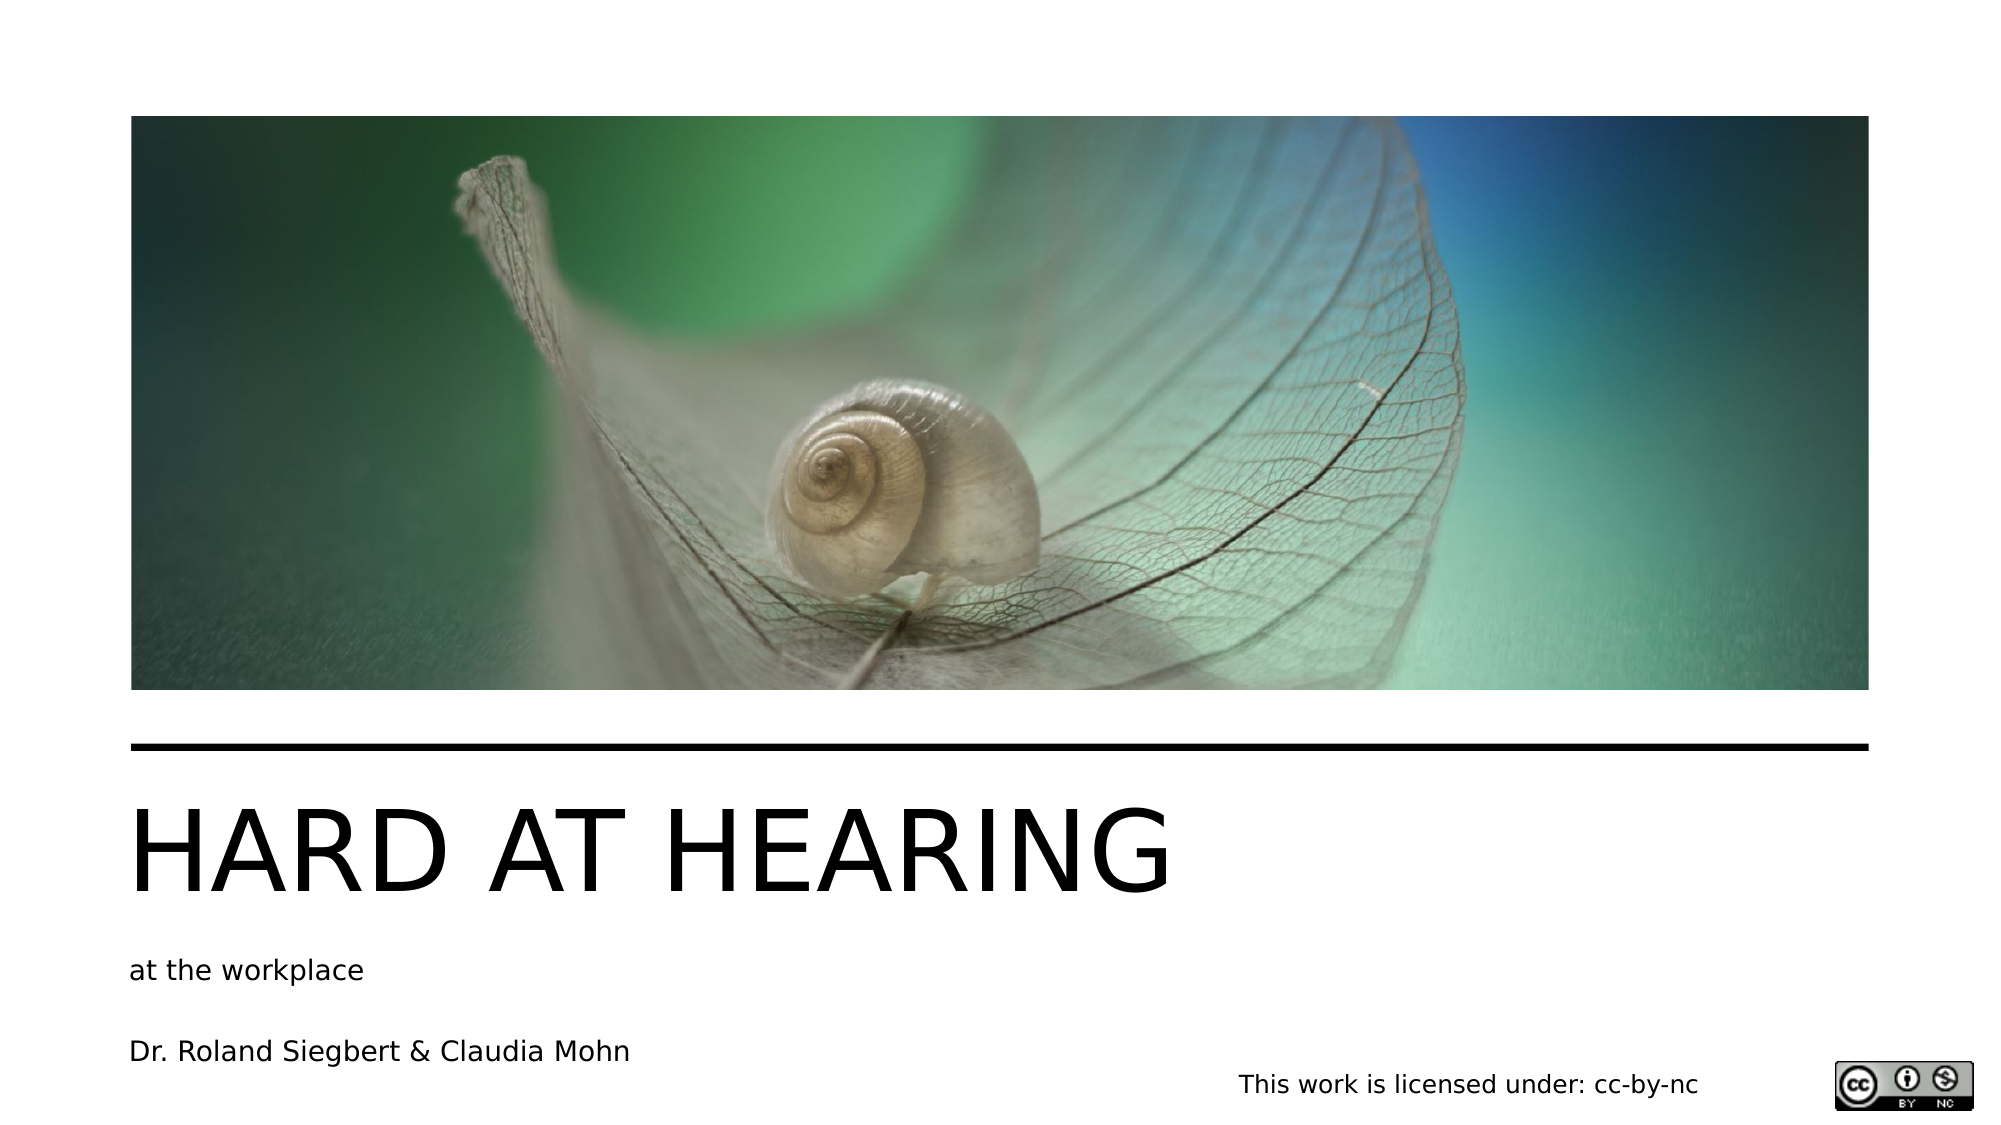 HARD AT HEARING
at the workplace
Dr. Roland Siegbert & Claudia Mohn
This work is licensed under: cc-by-nc
cc
BY NC